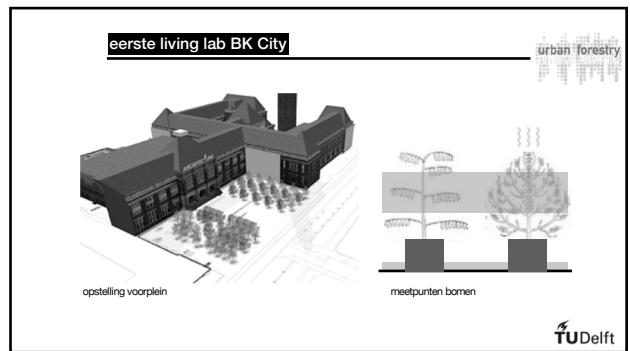 eerste living lab BK City
urban forestry
ARCHITECTURE
opstelling voorplein
meetpunten bomen
TUDelft